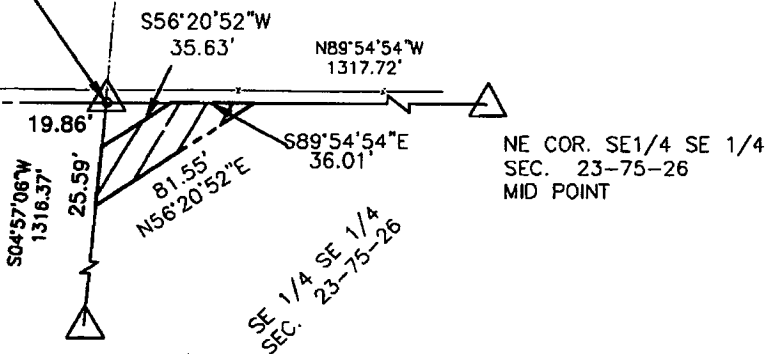 S56°20'52"W
35.63'
N89°54'54"W
1317.72'
19.86'
S89°54'54"E
36.01'
NE COR. SE1/4 SE 1/4
SEC. 23-75-26
MID POINT
S04°57'06"W
1316.37'
25.59'
81.55'
N56°20'52"E
SE 1/4 SE 1/4
SEC. 23-75-26